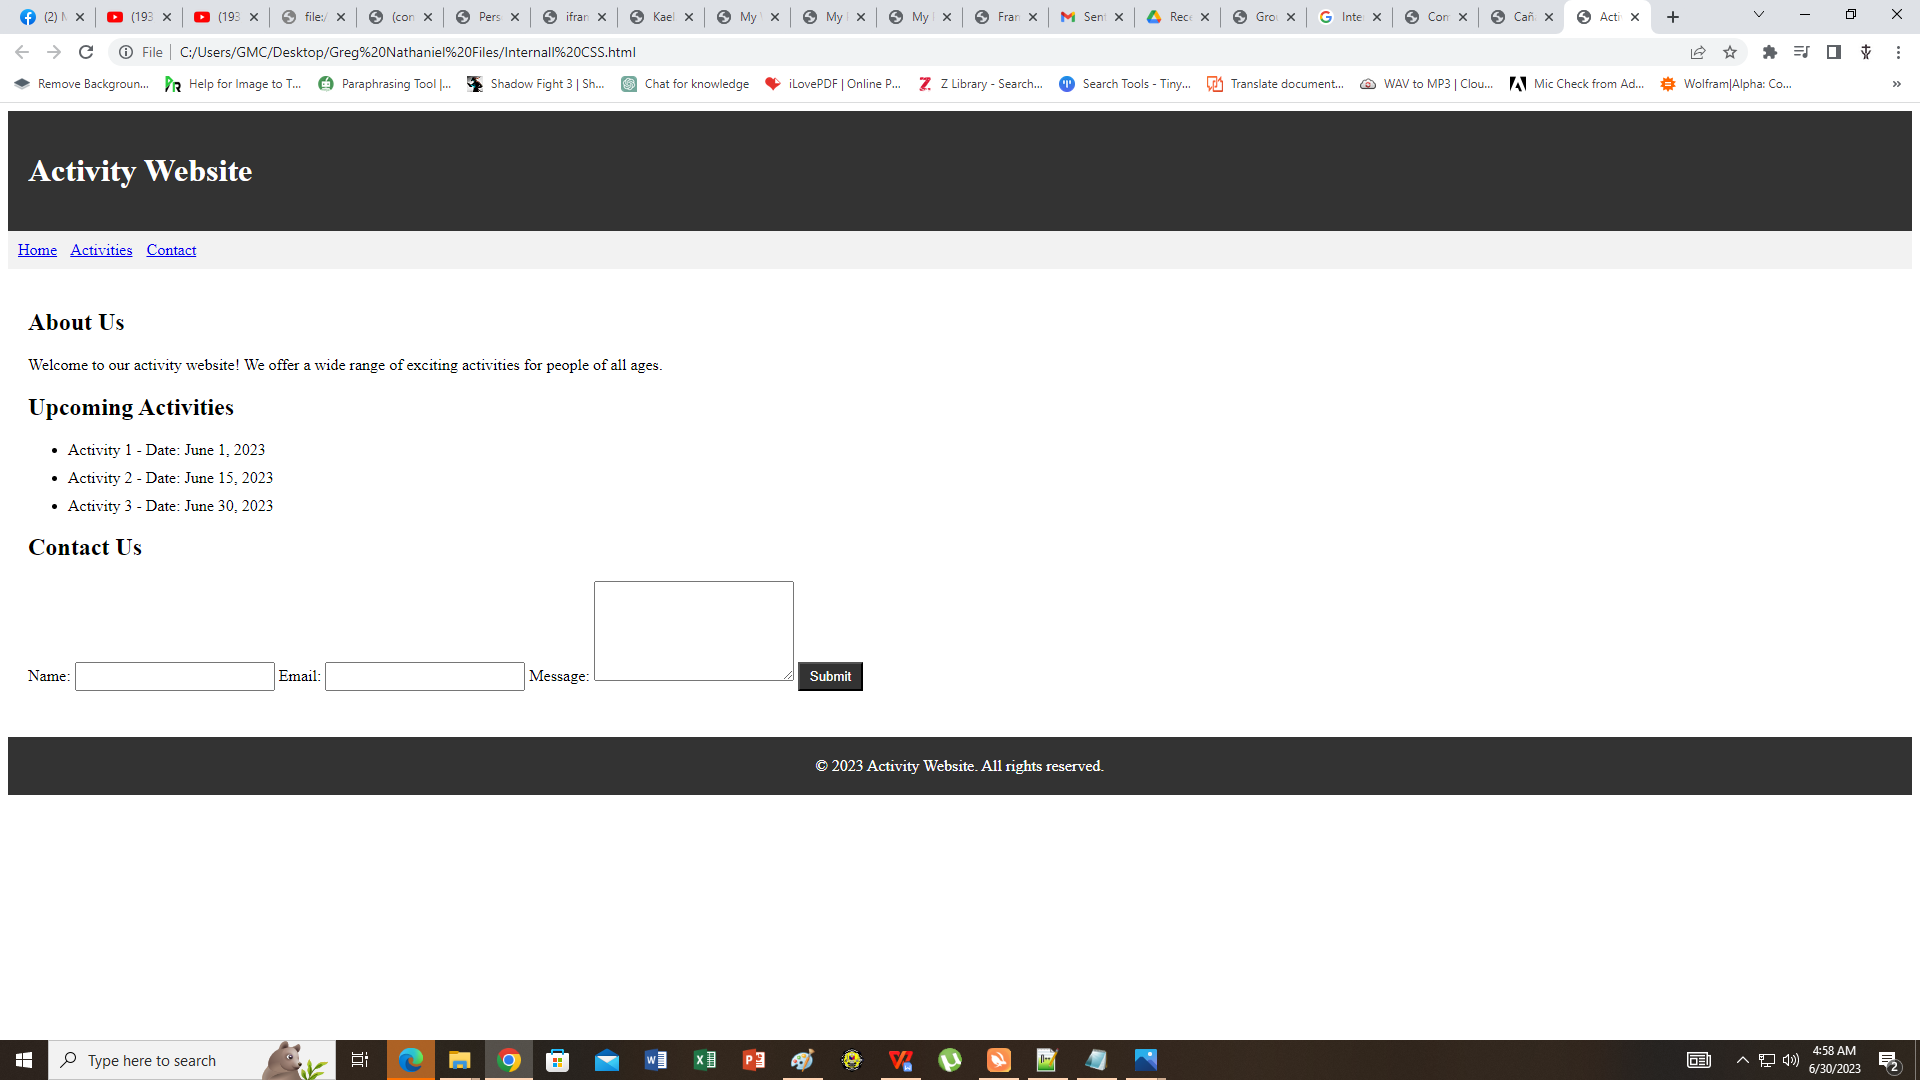 (2) M
(193
(193
file:/
(con
Pers
ifran
Kael
My
My
My
Fran
Sent
Rece
Grou
Inte
Com
Cañ
Acti
File
C:/Users/GMC/Desktop/Greg%20Nathaniel%20Files/Internall%20CSS.html
Remove Backgroun...
Help for Image to T...
Paraphrasing Tool |...
Shadow Fight 3 | Sh...
Chat for knowledge
iLovePDF | Online P...
Z Library - Search...
Search Tools - Tiny...
Translate document...
WAV to MP3 | Clou...
Mic Check from Ad...
Wolfram|Alpha: Co...
Activity Website
Home Activities Contact
About Us
Welcome to our activity website! We offer a wide range of exciting activities for people of all ages.
Upcoming Activities
• Activity 1 - Date: June 1, 2023
• Activity 2 - Date: June 15, 2023
• Activity 3 - Date: June 30, 2023
Contact Us
Name: Email: Message: Submit
© 2023 Activity Website. All rights reserved.
Type here to search
4:58 AM
6/30/2023
2